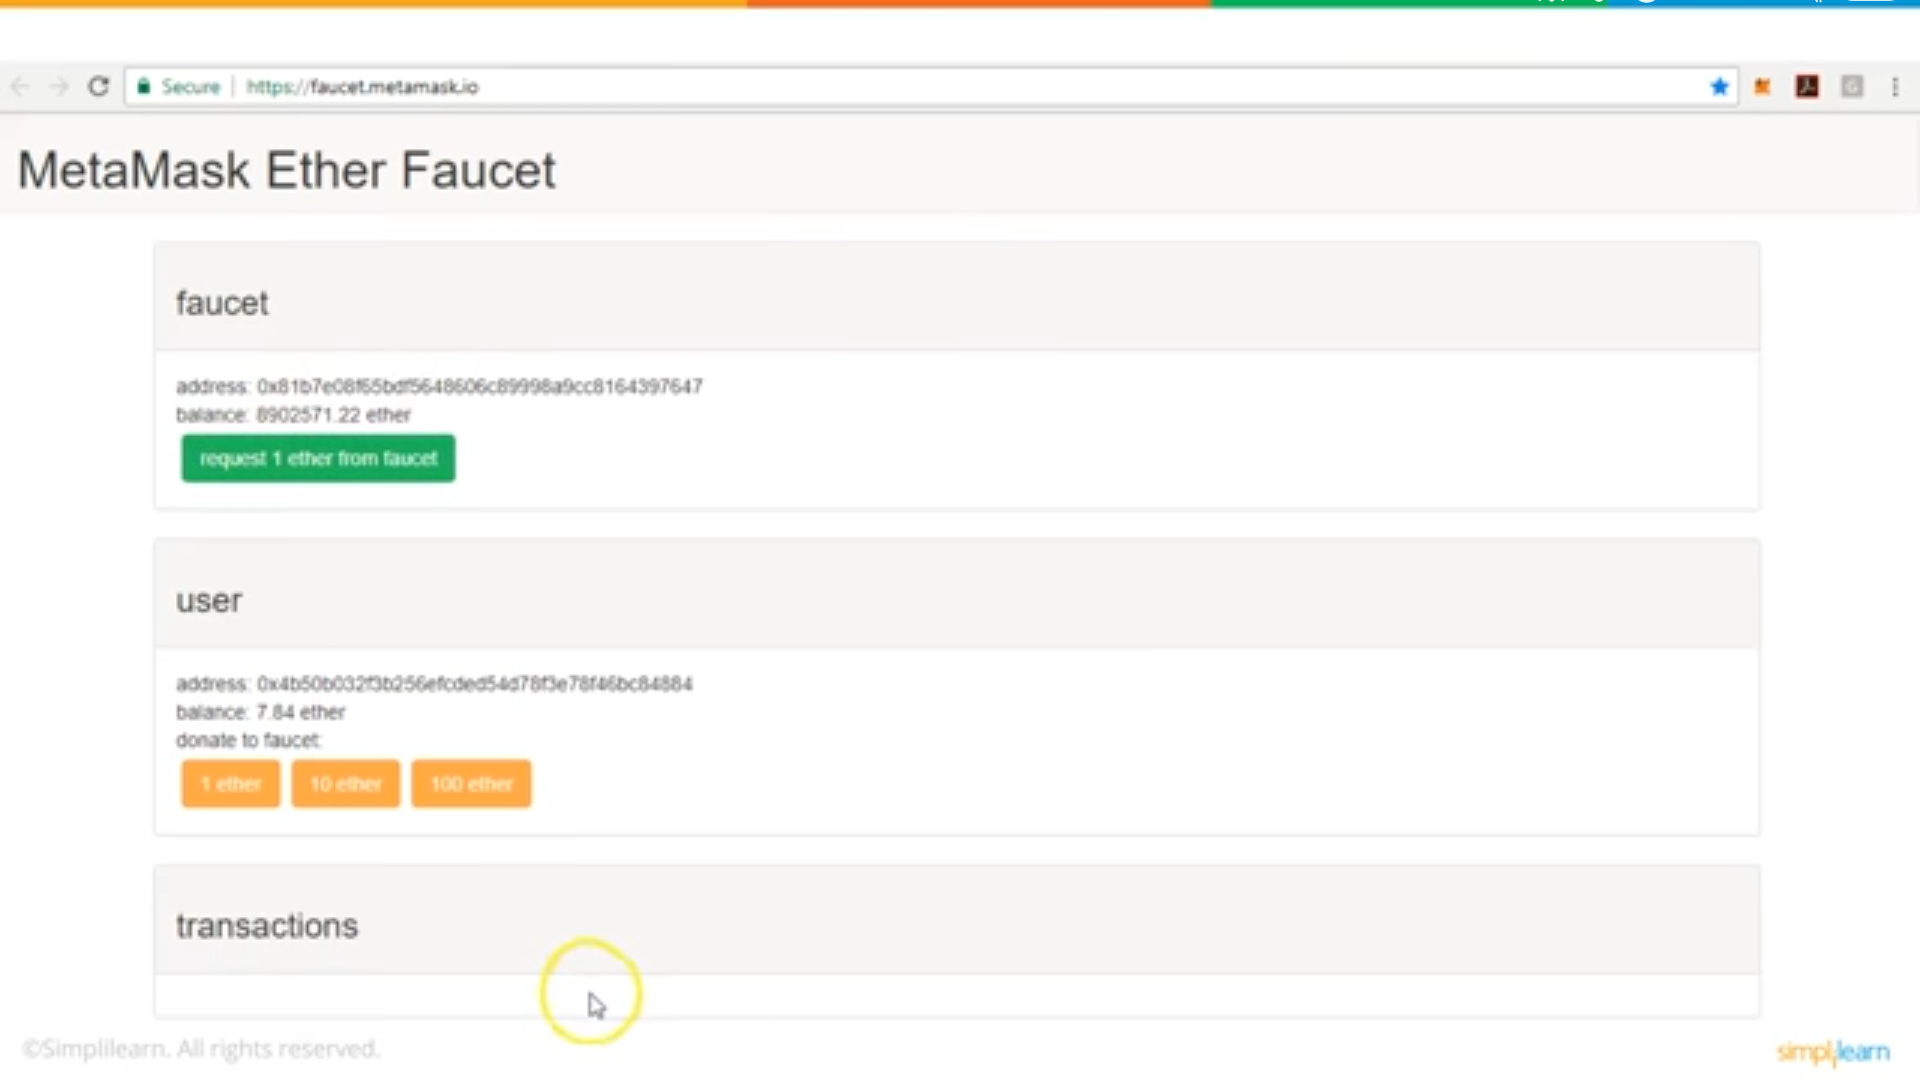 Secure | https://faucet.metamask.io
MetaMask Ether Faucet
faucet
address: 0x81b7e08f65bdf5648606c89998a9cc8164397647
balance: 8902571.22 ether
request 1 ether from faucet
user
address: 0x4b50b032f3b256efcded54d78f3e78f46bc84884
balance: 7.84 ether
donate to faucet:
1 ether 10 ether 100 ether
transactions
©Simplilearn. All rights reserved.
simplilearn